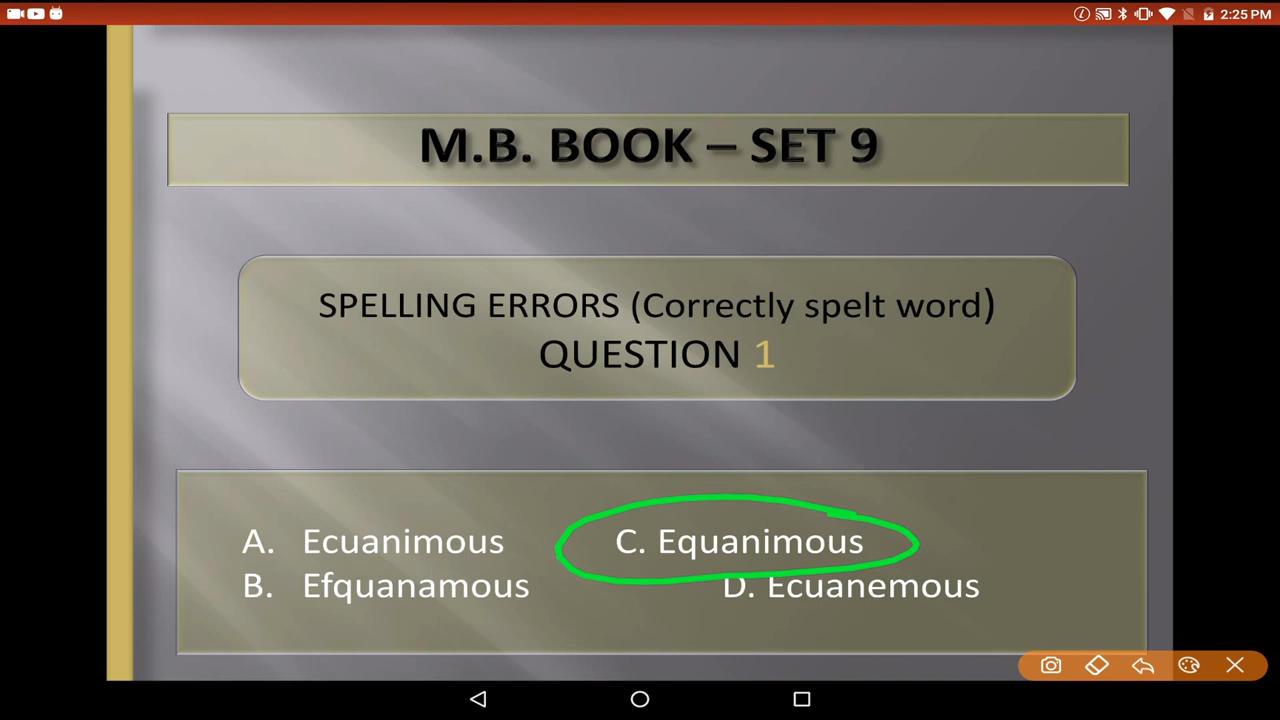 2:25 PM
M.B. BOOK – SET 9
SPELLING ERRORS (Correctly spelt word)
QUESTION 1
A. Ecuanimous C. Equanimous
B. Efquanamous D. Ecuanemous